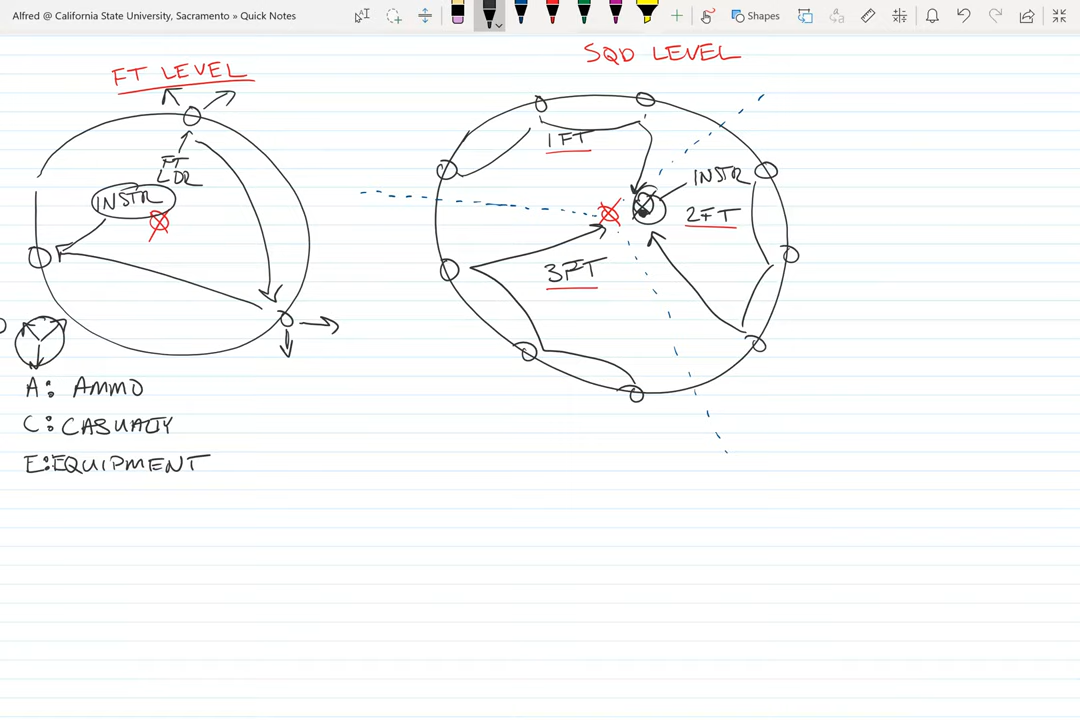 Alfred @ California State University, Sacramento » Quick Notes
Shapes
FT LEVEL
FT
LDR
INSTR
A: AMMO
C: CASUALTY
E: EQUIPMENT
SQD LEVEL
1FT
INSTR
2FT
3FT